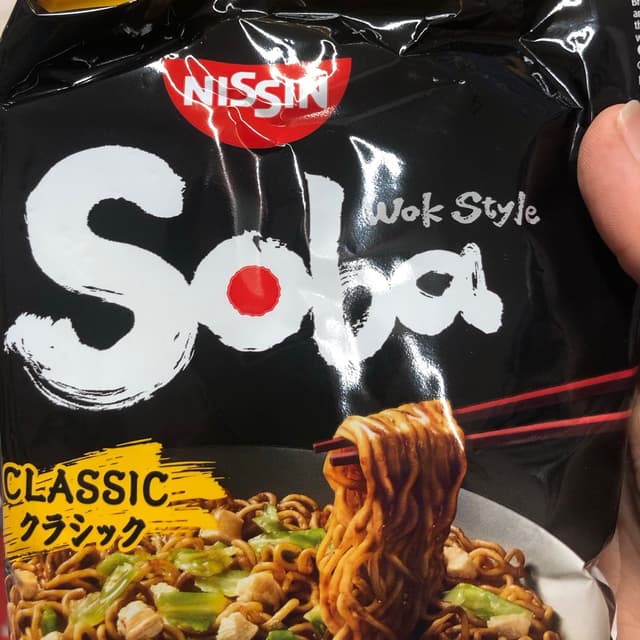 NISSIN
Soba
Wok Style
CLASSIC
クラシック